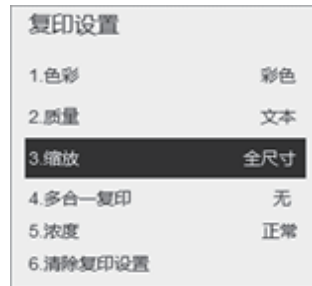 复印设置
1.色彩 彩色
2.质量 文本
3.缩放 全尺寸
4.多合一复印 无
5.浓度 正常
6.清除复印设置